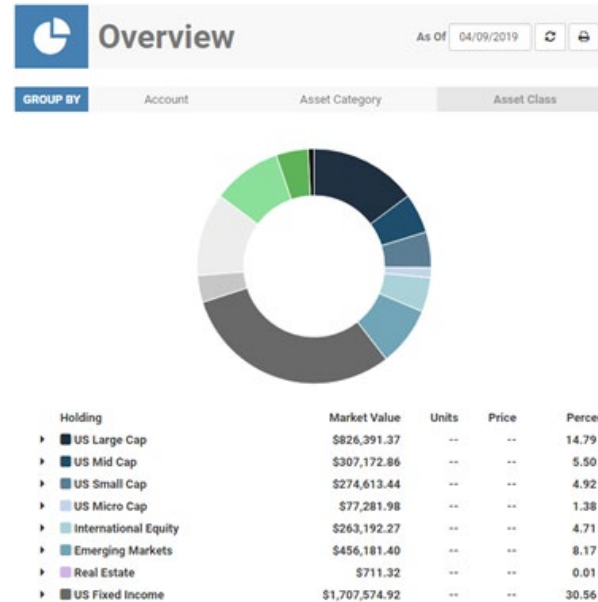 Overview
As Of 04/09/2019
GROUP BY Account Asset Category Asset Class
Holding Market Value Units Price Perce
US Large Cap $826,391.37 -- -- 14.79
US Mid Cap $307,172.86 -- -- 5.50
US Small Cap $274,613.44 -- -- 4.92
US Micro Cap $77,281.98 -- -- 1.38
International Equity $263,192.27 -- -- 4.71
Emerging Markets $456,181.40 -- -- 8.17
Real Estate $711.32 -- -- 0.01
US Fixed Income $1,707,574.92 -- -- 30.56